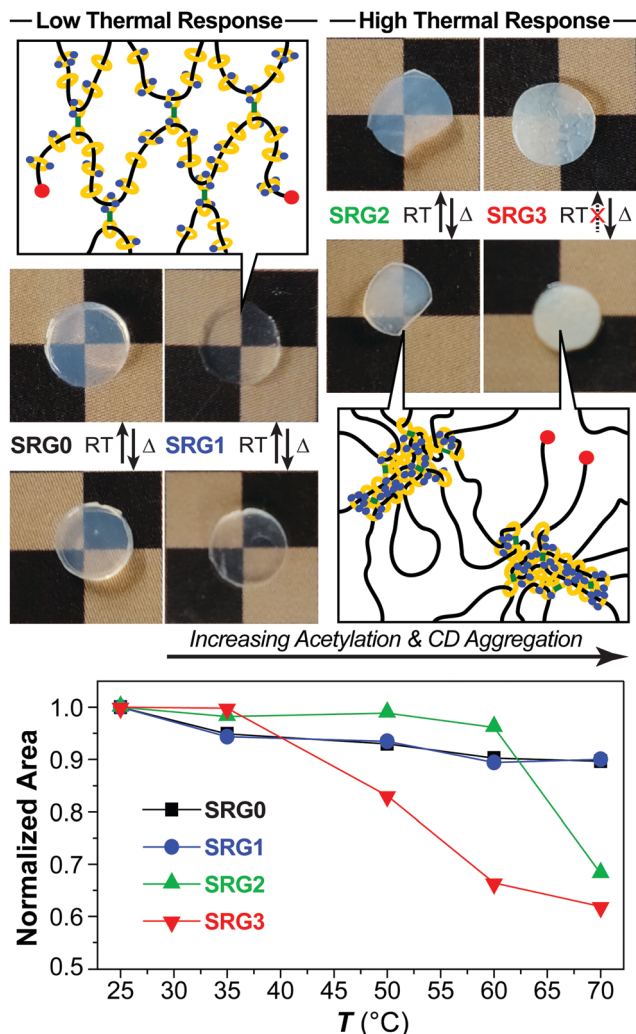 Low Thermal Response
High Thermal Response
SRG2 RT Δ
SRG3 RT X Δ
SRG0 RT Δ
SRG1 RT Δ
Increasing Acetylation & CD Aggregation
Normalized Area
1.0
0.9
0.8
0.7
0.6
0.5
SRG0
SRG1
SRG2
SRG3
25 30 35 40 45 50 55 60 65 70
T (°C)